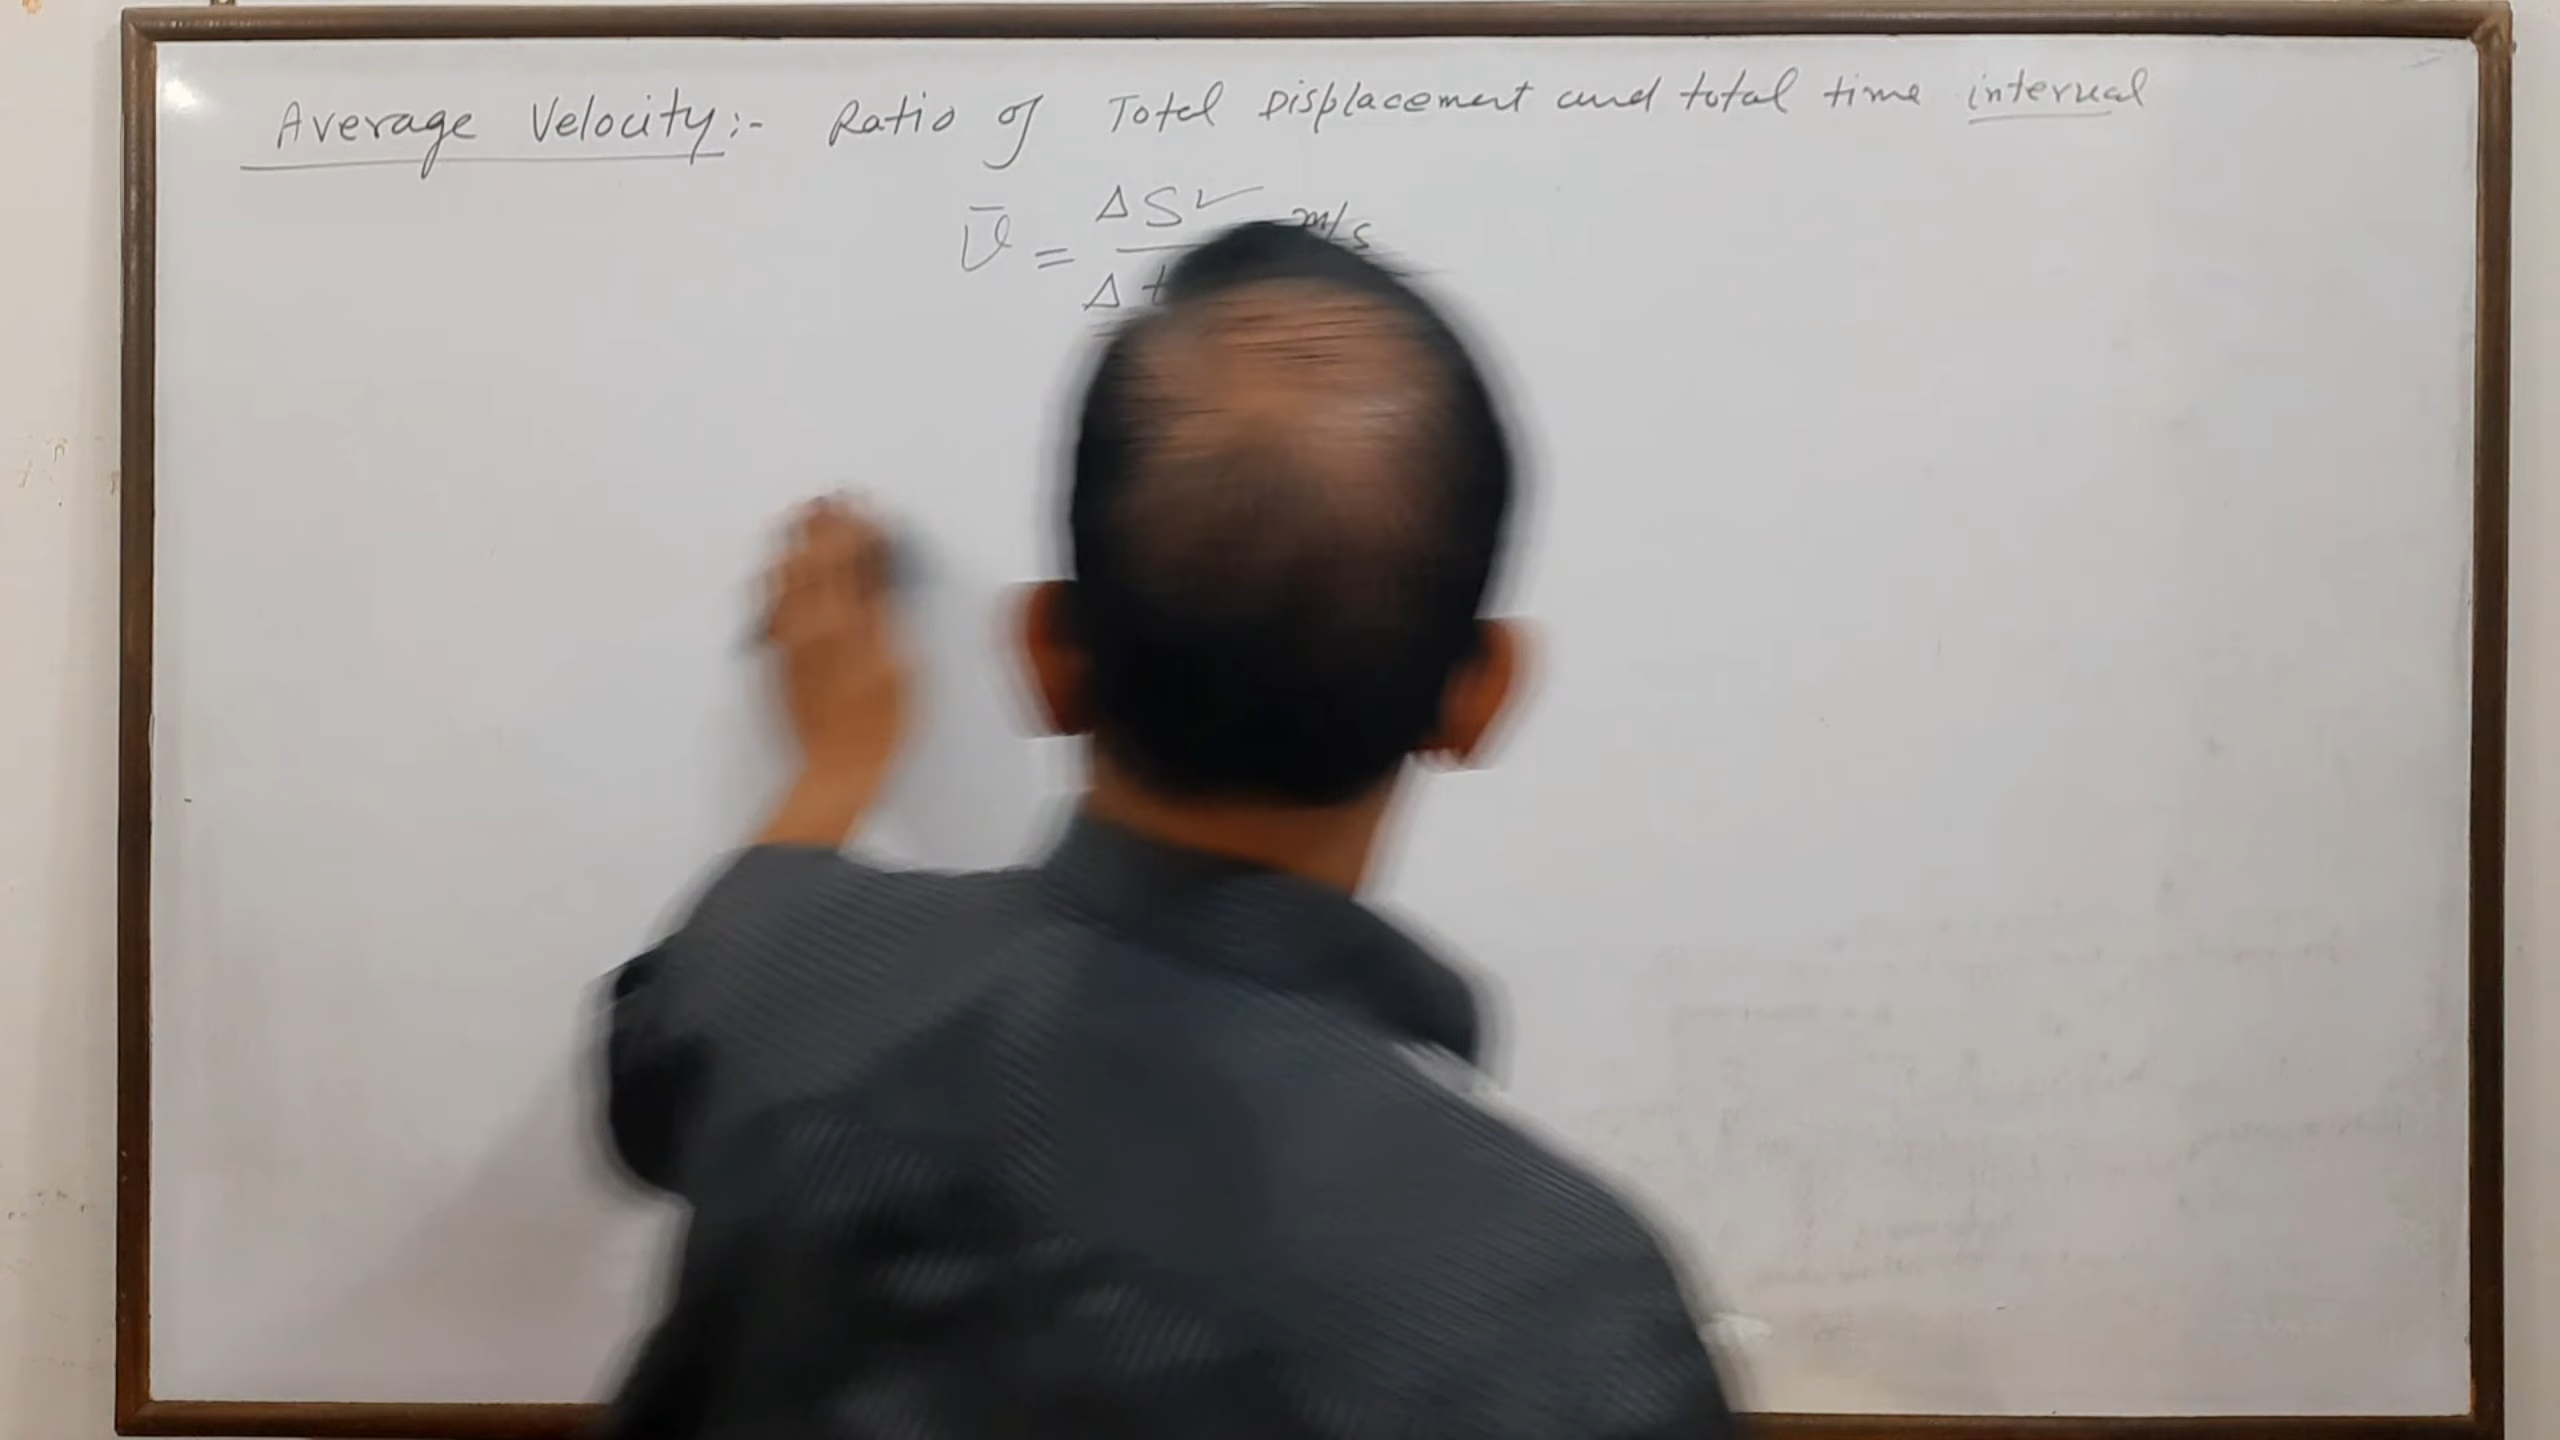 Average Velocity:- Ratio of Total Displacement and total time interval
v̄ = ΔS/Δt m/s